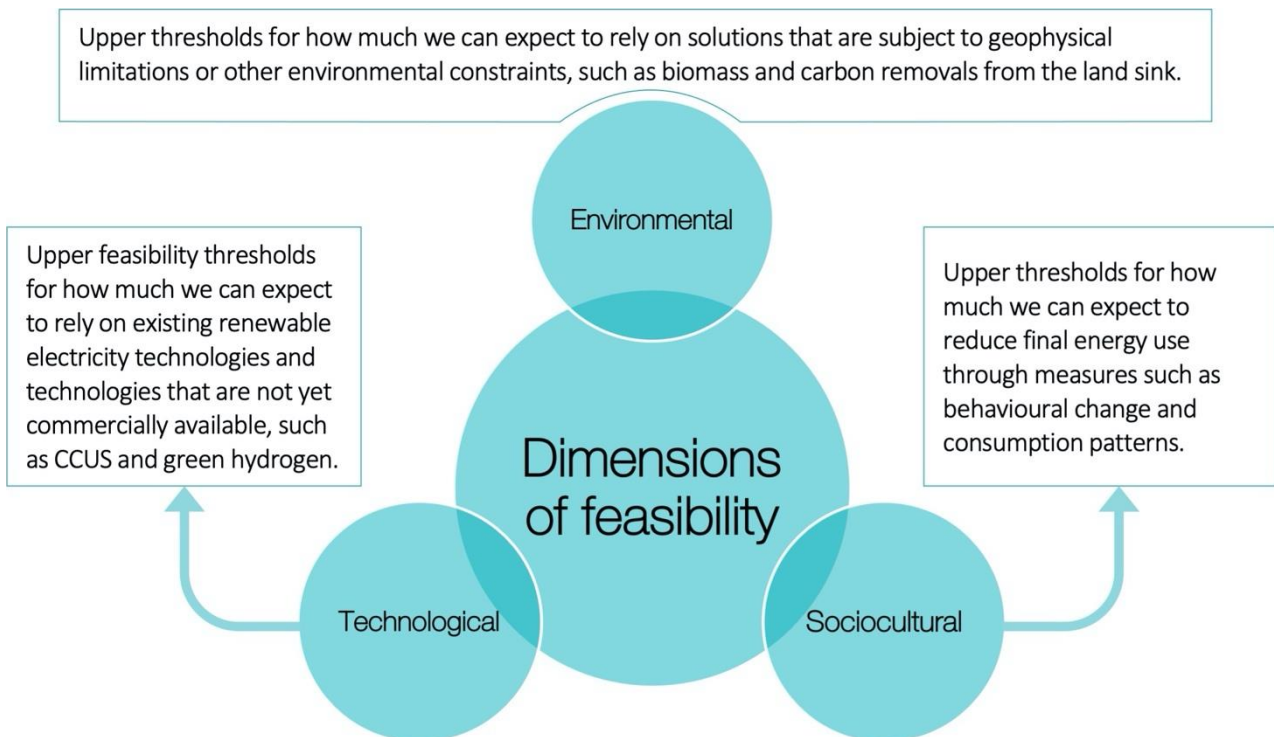 Upper thresholds for how much we can expect to rely on solutions that are subject to geophysical
limitations or other environmental constraints, such as biomass and carbon removals from the land sink.
Environmental
Upper feasibility thresholds
for how much we can expect
to rely on existing renewable
electricity technologies and
technologies that are not yet
commercially available, such
as CCUS and green hydrogen.
Upper thresholds for how
much we can expect to
reduce final energy use
through measures such as
behavioural change and
consumption patterns.
Dimensions
of feasibility
Technological
Sociocultural